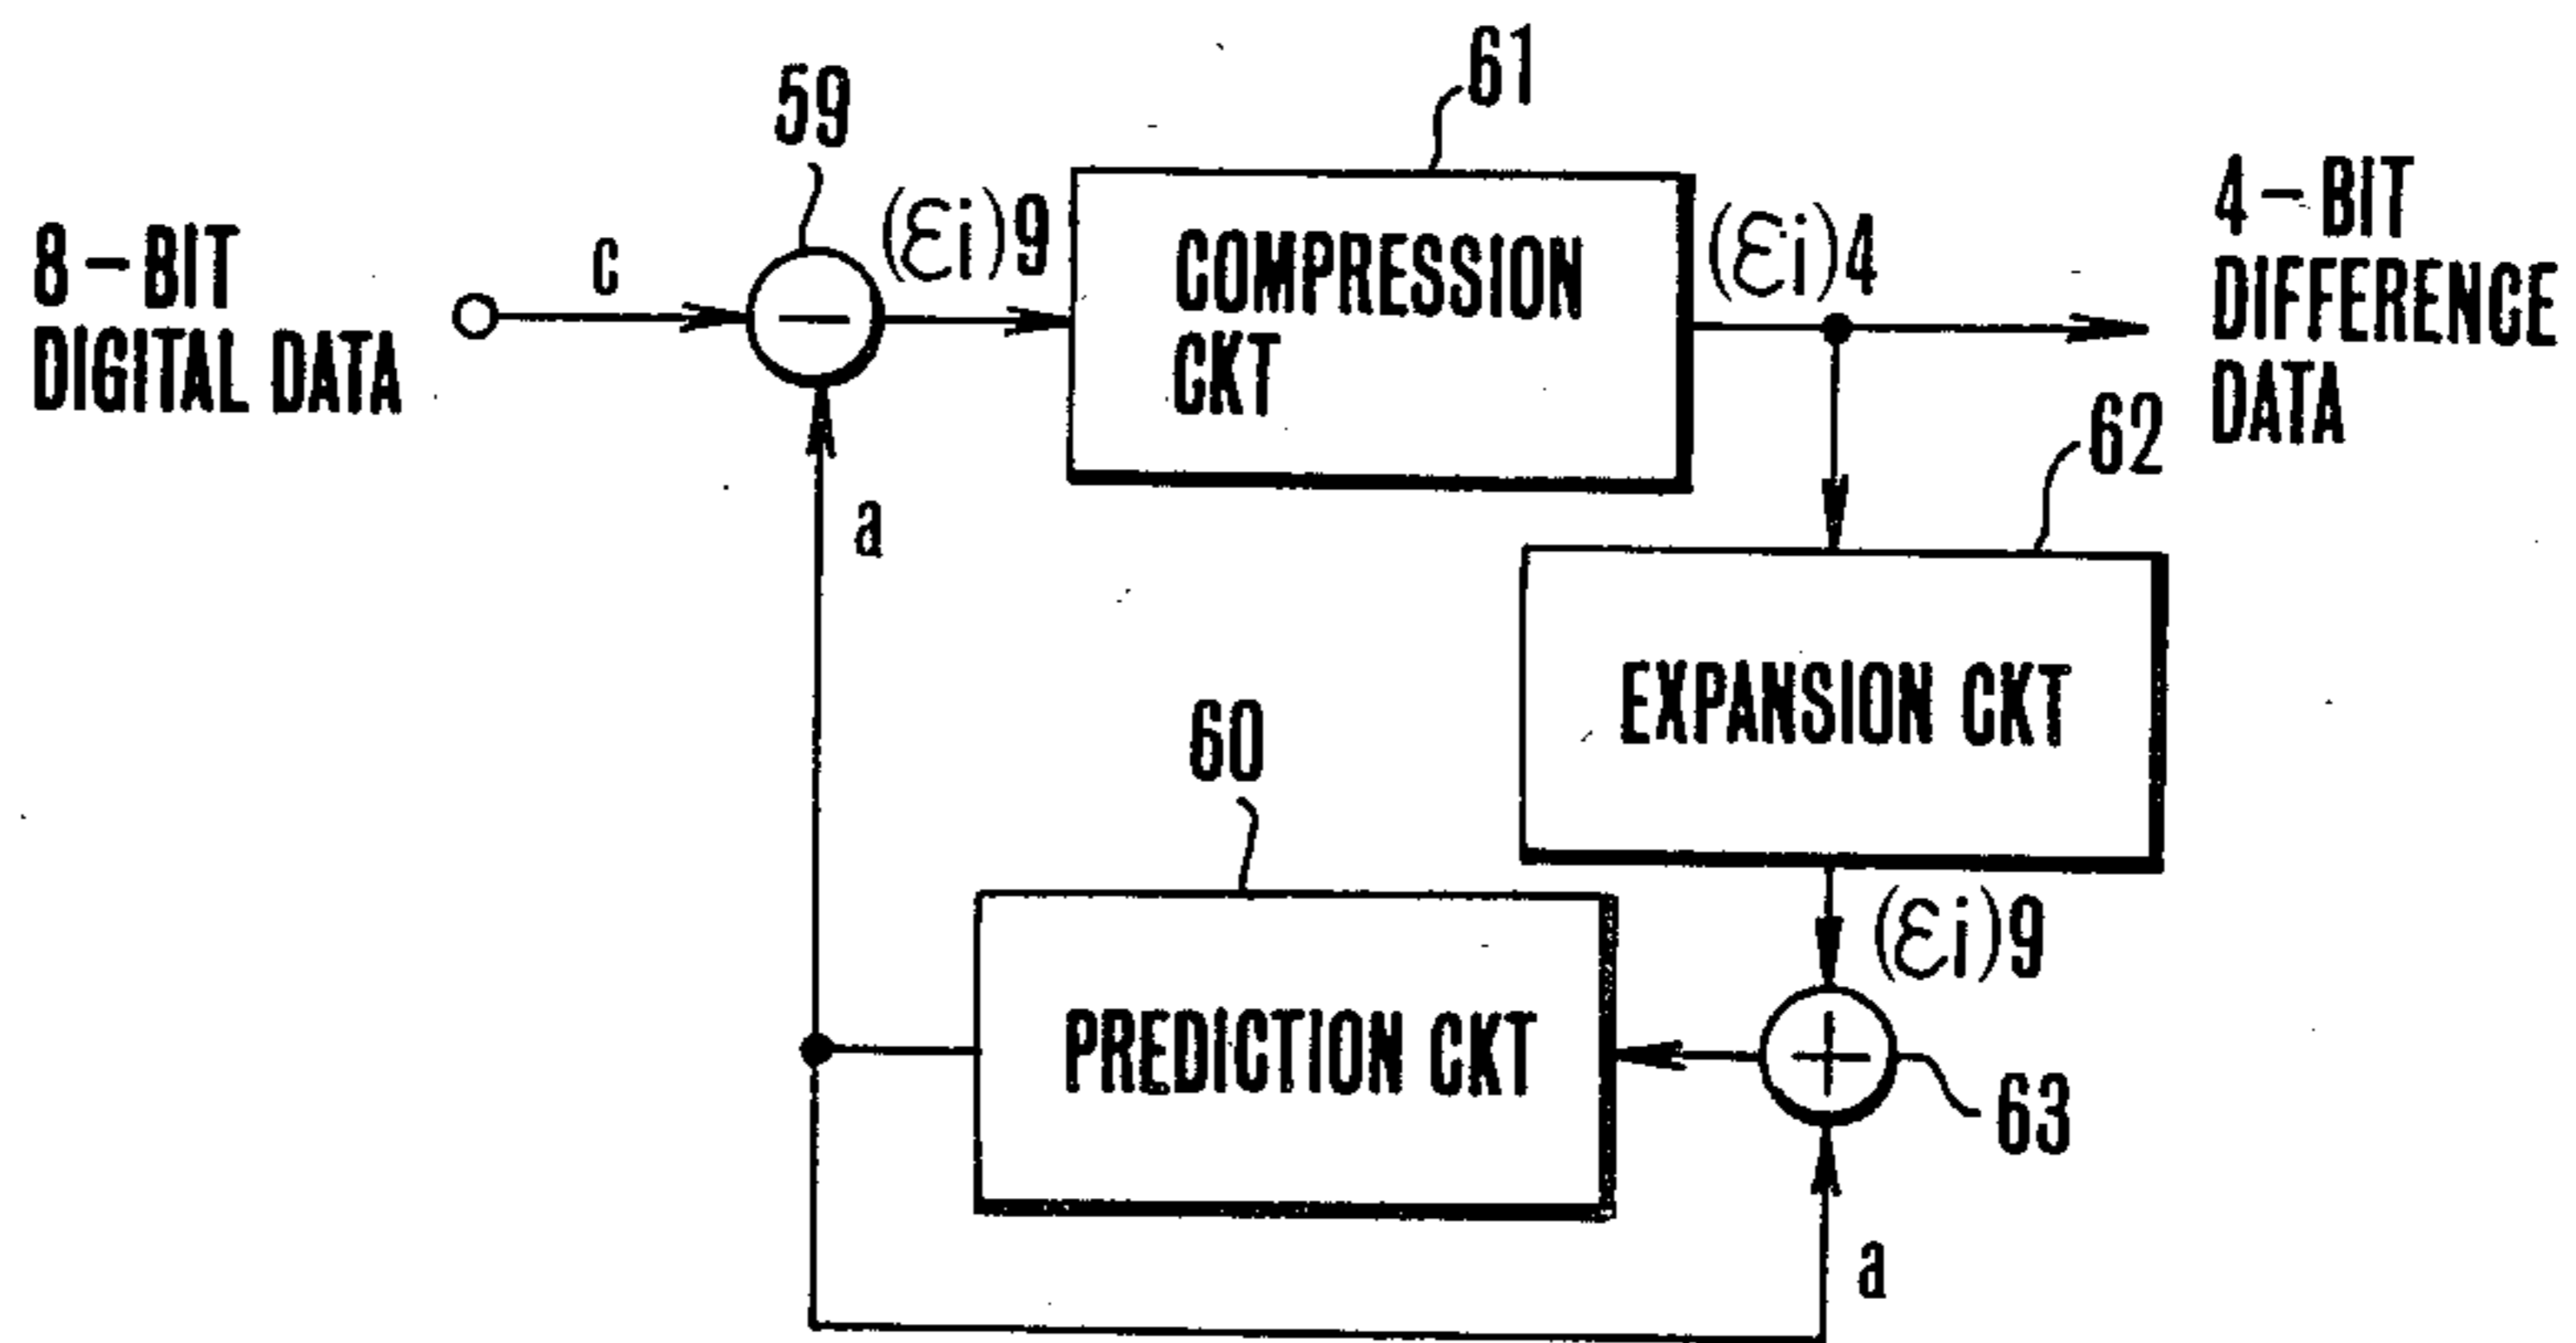 61
59
8-BIT
DIGITAL DATA
c
(εi)9
COMPRESSION
CKT
(εi)4
4-BIT
DIFFERENCE
DATA
62
a
EXPANSION CKT
60
(εi)9
PREDICTION CKT
63
a